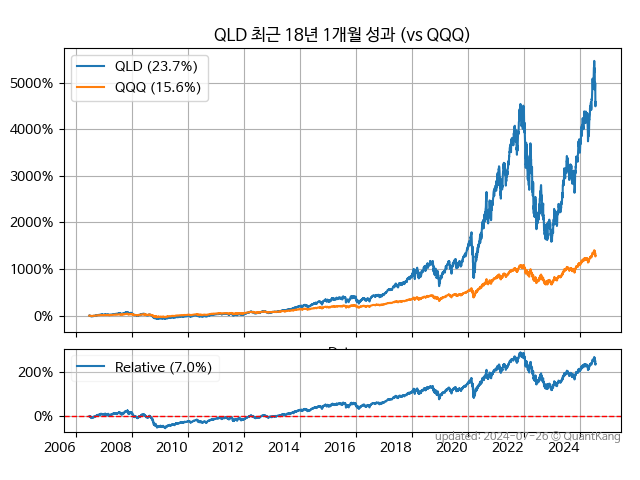 QLD 최근 18년 1개월 성과 (vs QQQ)
QLD (23.7%)
QQQ (15.6%)
5000%
4000%
3000%
2000%
1000%
0%
Relative (7.0%)
200%
0%
2006 2008 2010 2012 2014 2016 2018 2020 2022 2024
updated: 2024-07-26 © QuantKang